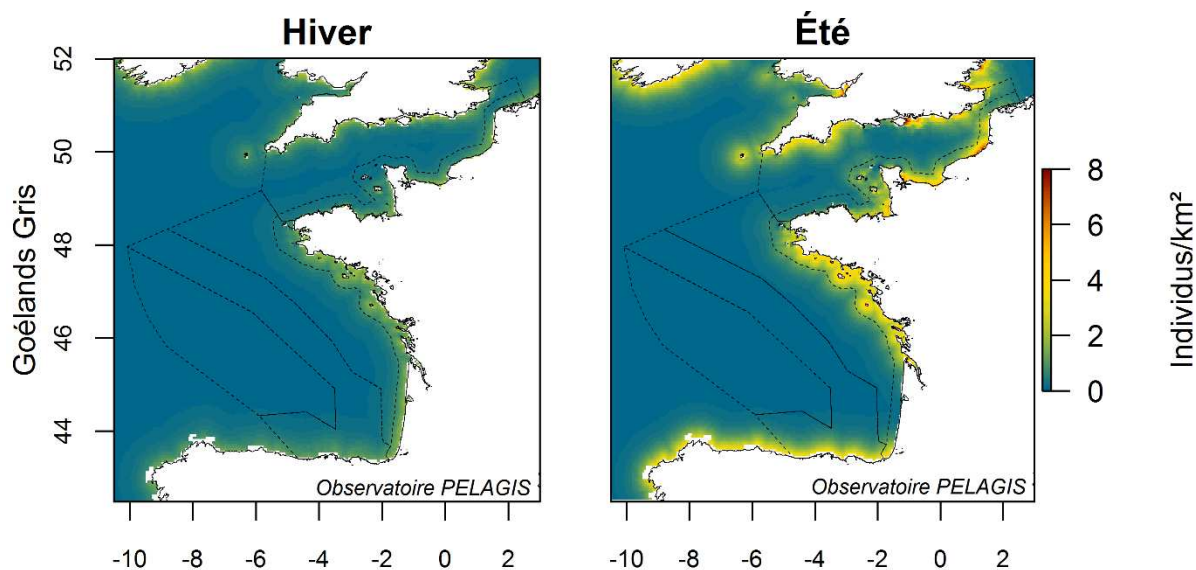 Hiver
Été
Goélands Gris
52
50
48
46
44
Observatoire PELAGIS
Observatoire PELAGIS
-10 -8 -6 -4 -2 0 2
-10 -8 -6 -4 -2 0 2
8
6
4
2
0
Individus/km²